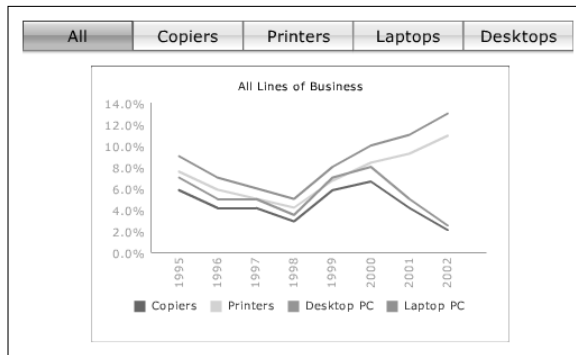 All Copiers Printers Laptops Desktops
All Lines of Business
14.0%
12.0%
10.0%
8.0%
6.0%
4.0%
2.0%
0.0%
1995 1996 1997 1998 1999 2000 2001 2002
Copiers Printers Desktop PC Laptop PC